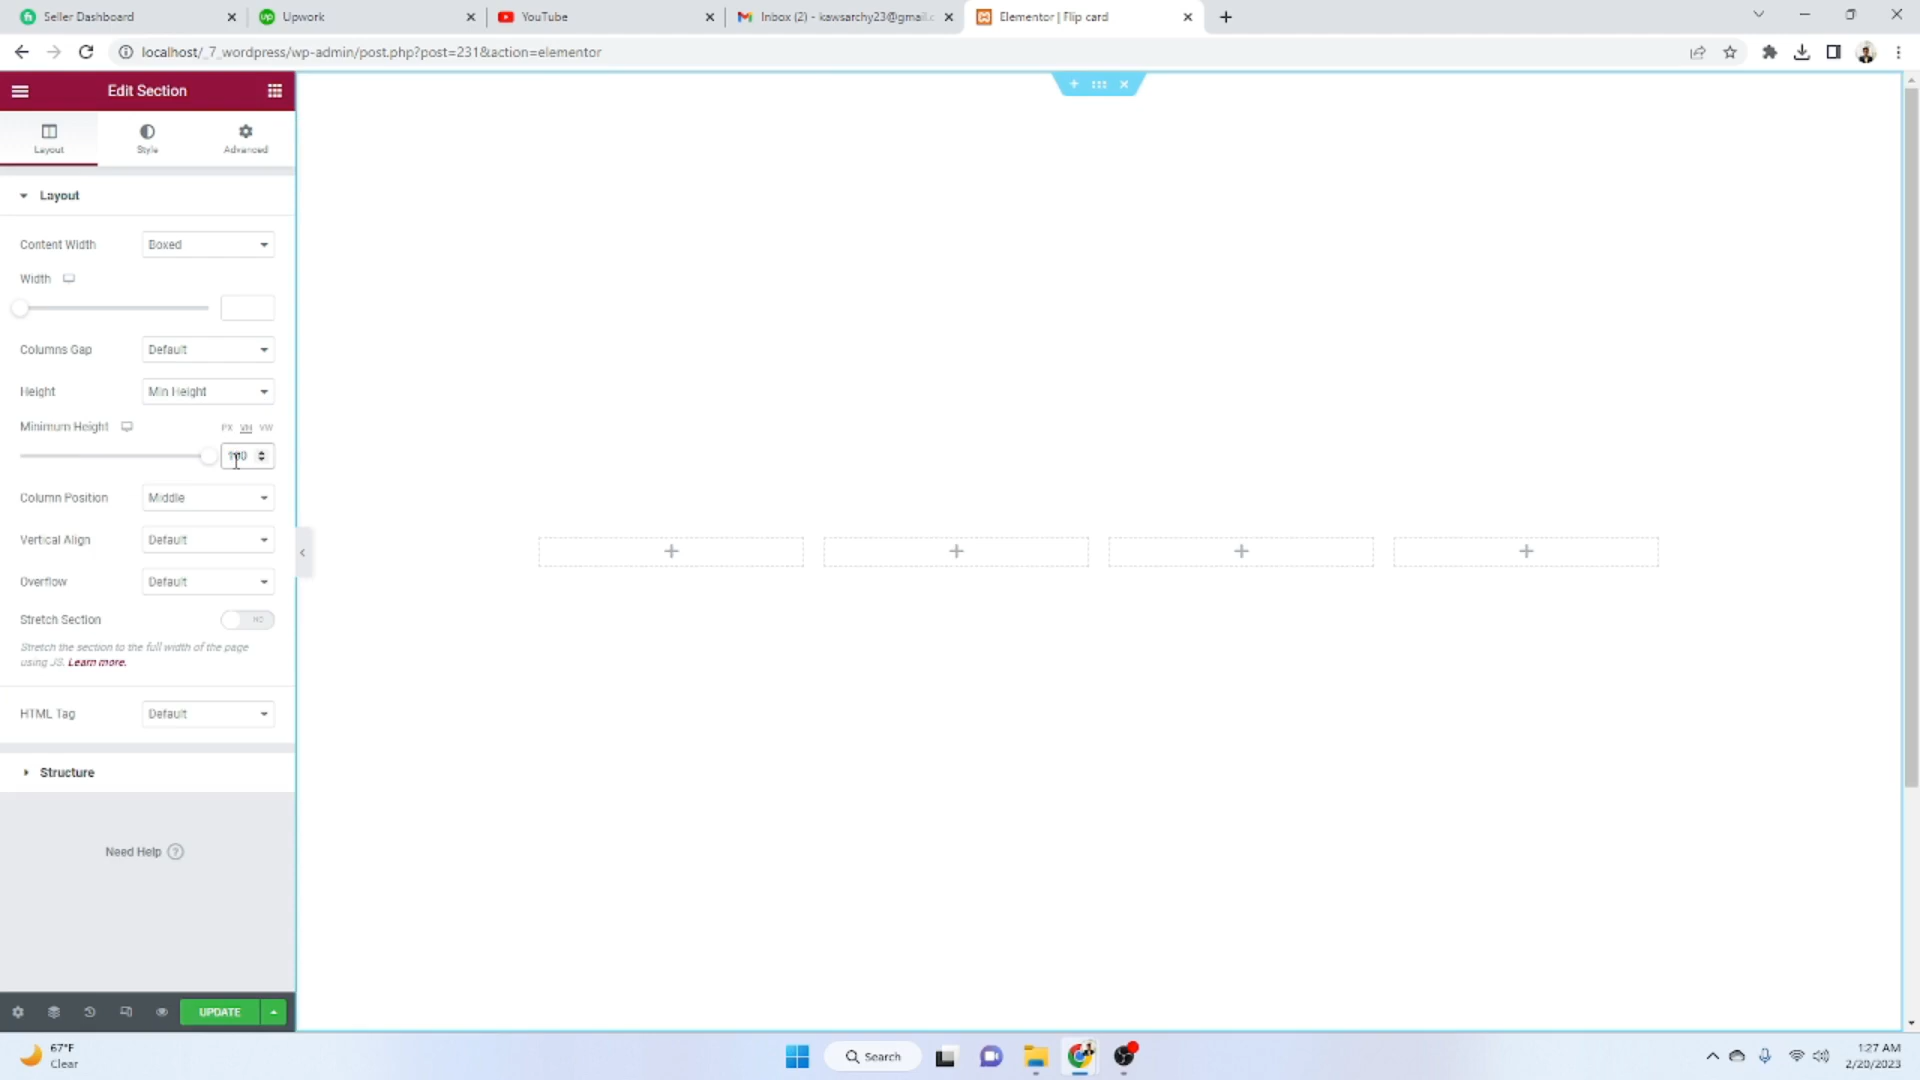 Seller Dashboard
Upwork
YouTube
Inbox (2) - kawsarchy23@gmail.c
Elementor | Flip card
localhost/_7_wordpress/wp-admin/post.php?post=231&action=elementor
Edit Section
Layout
Style
Advanced
Layout
Content Width
Boxed
Width
Columns Gap
Default
Height
Min Height
Minimum Height
PX VH VW
100
Column Position
Middle
Vertical Align
Default
Overflow
Default
Stretch Section
NO
Stretch the section to the full width of the page
using JS. Learn more.
HTML Tag
Default
Structure
Need Help
UPDATE
67°F
Clear
Search
1:27 AM
2/20/2023